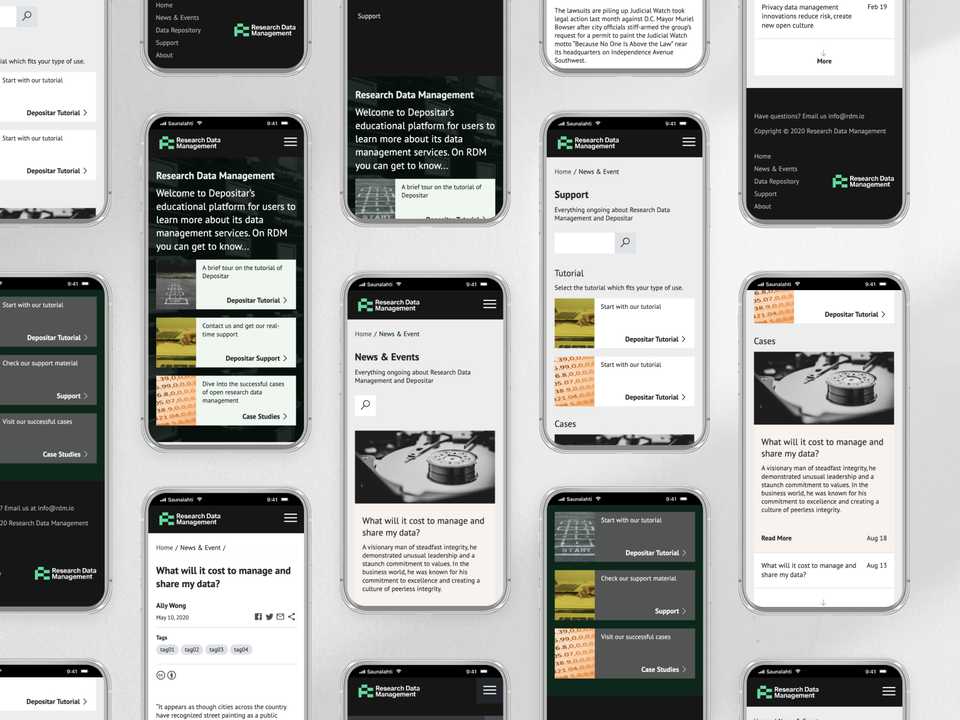 ial which fits your type of use.
Start with our tutorial
Depositar Tutorial
Start with our tutorial
Depositar Tutorial
Start with our tutorial
Depositar Tutorial
Check our support material
Support
Visit our successful cases
Case Studies
? Email us at info@rdm.io
20 Research Data Management
Research Data
Management
9:41
Depositar Tutorial
Home
News & Events
Data Repository
Support
About
Research Data
Management
Saunalahti 9:41
Research Data
Management
Research Data Management
Welcome to Depositar's
educational platform for users to
learn more about its data
management services. On RDM
you can get to know...
A brief tour on the tutorial of
Depositar
Depositar Tutorial
Contact us and get our real-
time support
Depositar Support
Dive into the successful cases
of open research data
management
Case Studies
Saunalahti 9:41
Research Data
Management
Home / News & Event /
What will it cost to manage and
share my data?
Ally Wong
May 10, 2020
Tags
tag01 tag02 tag03 tag04
"It appears as though cities across the country
have recognized street painting as a public
Support
Research Data Management
Welcome to Depositar's
educational platform for users to
learn more about its data
management services. On RDM
you can get to know...
A brief tour on the tutorial of
Depositar
Depositar Tutorial
Saunalahti 9:41
Research Data
Management
Home / News & Event
News & Events
Everything ongoing about Research Data
Management and Depositar
What will it cost to manage and
share my data?
A visionary man of steadfast integrity, he
demonstrated unusual leadership and a
staunch commitment to values. In the
business world, he was known for his
commitment to excellence and creating a
culture of peerless integrity.
Saunalahti 9:41
Research Data
Management
The lawsuits are piling up Judicial Watch took
legal action last month against D.C. Mayor Muriel
Bowser after city officials stiff-armed the group's
request for a permit to paint the Judicial Watch
motto "Because No One Is Above the Law" near
its headquarters on Independence Avenue
Southwest.
Saunalahti 9:41
Research Data
Management
Home / News & Event
Support
Everything ongoing about Research Data
Management and Depositar
Tutorial
Select the tutorial which fits your type of use.
Start with our tutorial
Depositar Tutorial
Start with our tutorial
Depositar Tutorial
Cases
Saunalahti 9:41
START
Start with our tutorial
Depositar Tutorial
Check our support material
Support
Visit our successful cases
Case Studies
Privacy data management
innovations reduce risk, create
new open culture
Feb 19
More
Have questions? Email us info@rdm.io
Copyright © 2020 Research Data Management
Home
News & Events
Data Repository
Support
About
Research Data
Management
Saunalahti 9:41
Depositar Tutorial
Cases
What will it cost to manage and
share my data?
A visionary man of steadfast integrity, he
demonstrated unusual leadership and a
staunch commitment to values. In the
business world, he was known for his
commitment to excellence and creating a
culture of peerless integrity.
Read More Aug 18
What will it cost to manage and
share my data?
Aug 13
Saunalahti 9:41
Research Data
Management